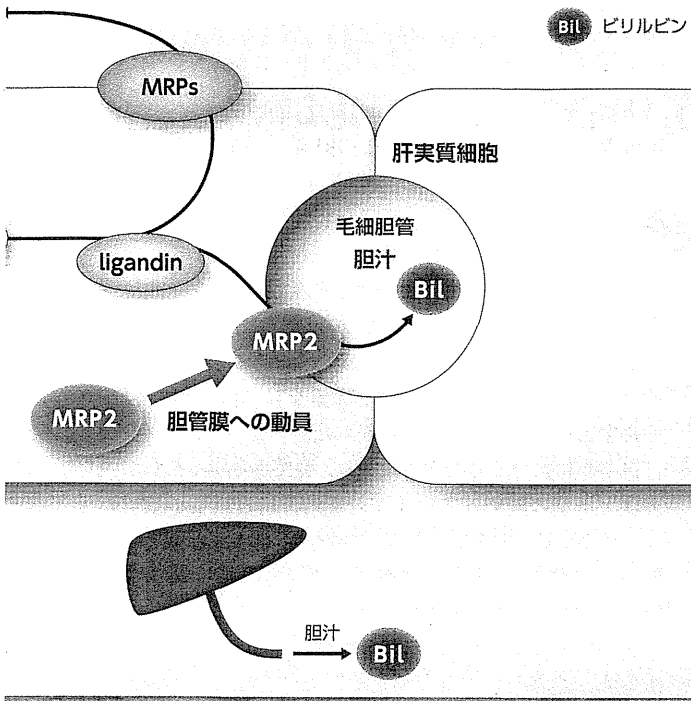 Bil ビリルビン
MRPs
肝実質細胞
毛細胆管
胆汁
ligandin
Bil
MRP2
MRP2
胆管膜への動員
胆汁
Bil